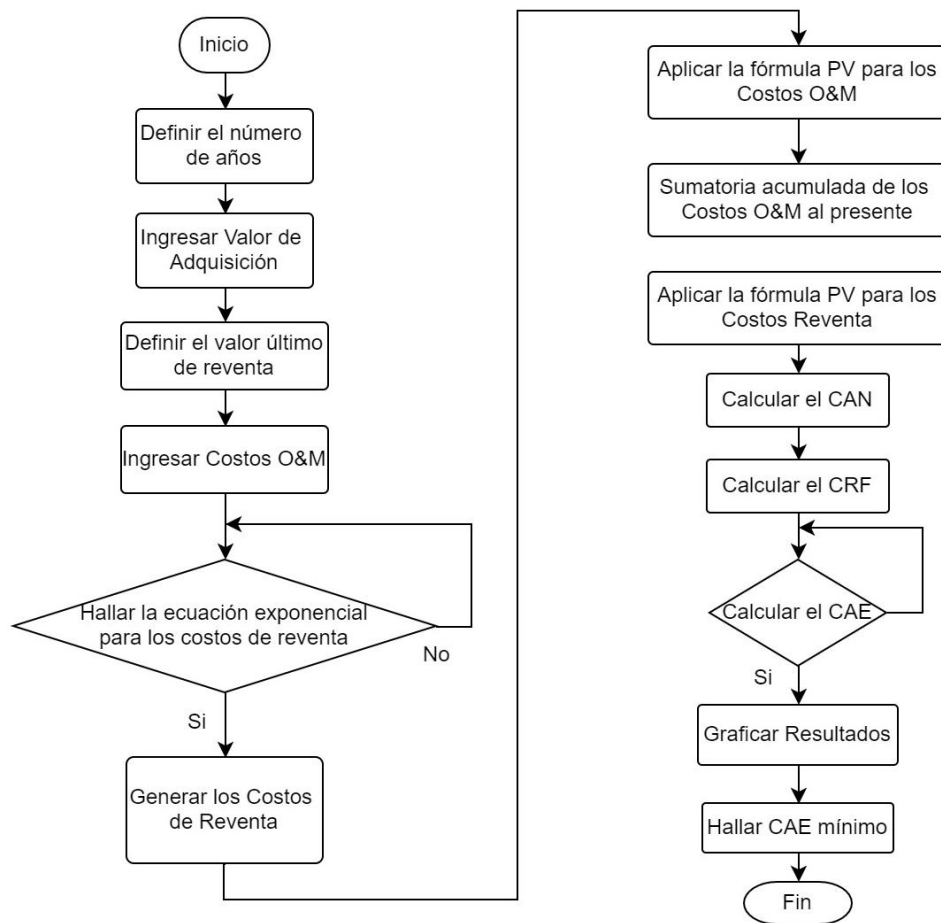 Inicio
Definir el número
de años
Ingresar Valor de
Adquisición
Definir el valor último
de reventa
Ingresar Costos O&M
Hallar la ecuación exponencial
para los costos de reventa
No
Si
Generar los Costos
de Reventa
Aplicar la fórmula PV para los
Costos O&M
Sumatoria acumulada de los
Costos O&M al presente
Aplicar la fórmula PV para los
Costos Reventa
Calcular el CAN
Calcular el CRF
Calcular el CAE
Si
Graficar Resultados
Hallar CAE mínimo
Fin